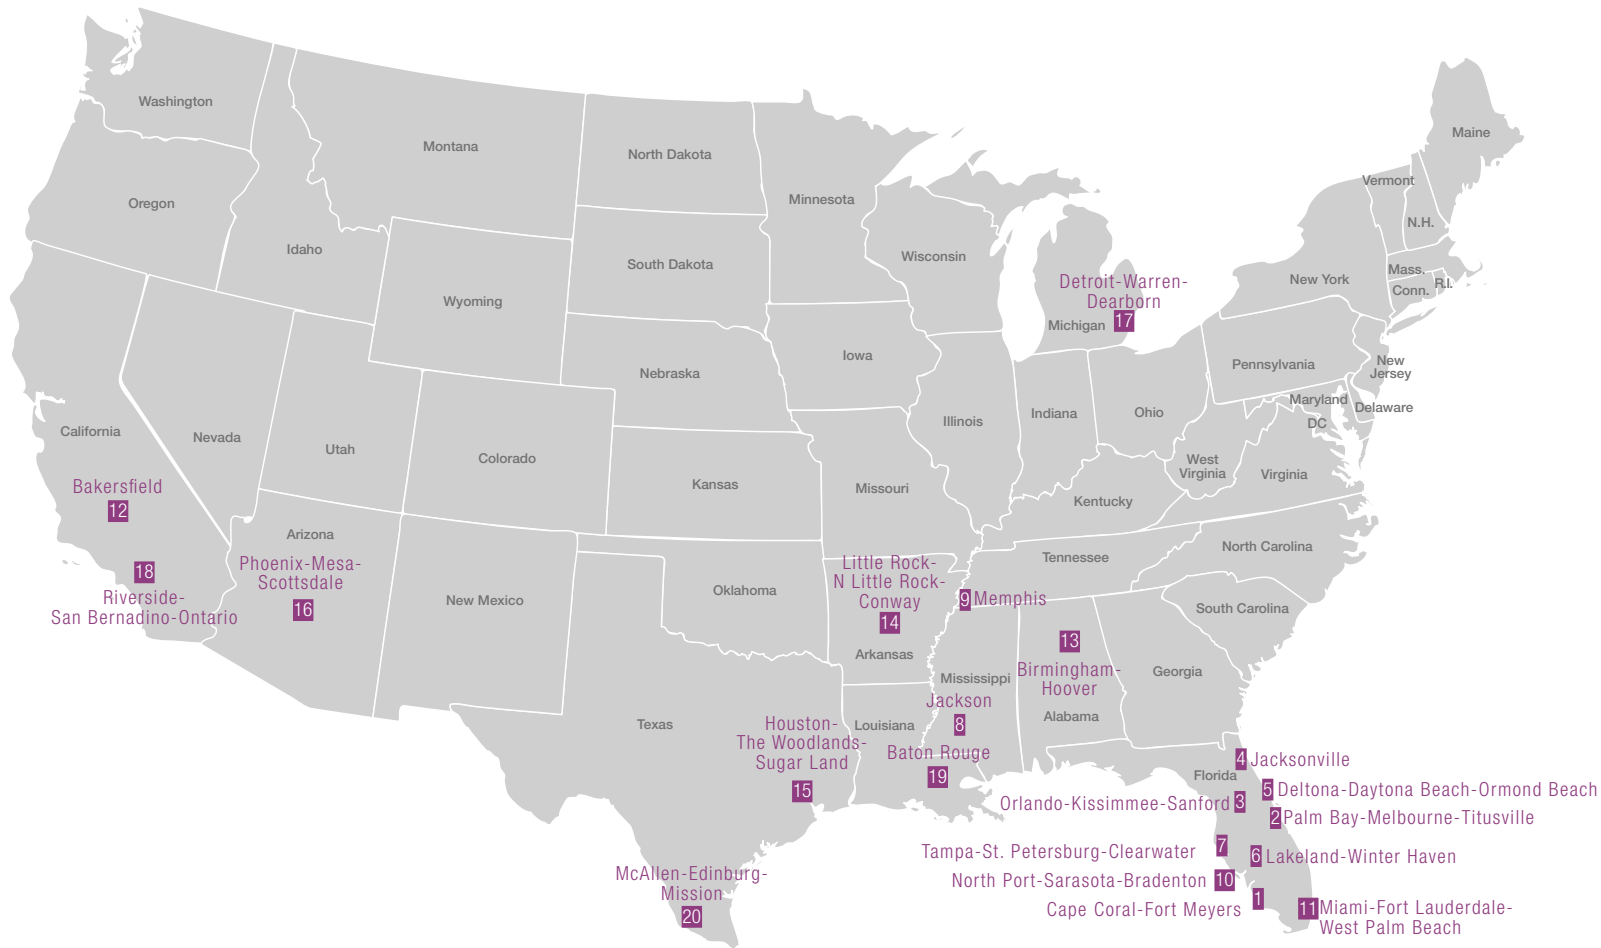 Washington
Montana
North Dakota
Minnesota
Maine
Vermont
N.H.
Oregon
Idaho
South Dakota
Wisconsin
Mass.
Conn.
R.I.
New York
Wyoming
Detroit-Warren-
Dearborn
17
Michigan
Iowa
Nebraska
Pennsylvania
New
Jersey
Maryland
DC
Delaware
Illinois
Indiana
Ohio
California
Nevada
Utah
Colorado
West
Virginia
Virginia
Kansas
Missouri
Kentucky
Bakersfield
12
Arizona
Phoenix-Mesa-
Scottsdale
16
18
Riverside-
San Bernadino-Ontario
New Mexico
Oklahoma
Little Rock-
N Little Rock-
Conway
14
Arkansas
Tennessee
North Carolina
9 Memphis
South Carolina
13
Birmingham-
Hoover
Alabama
Georgia
Mississippi
Jackson
8
Texas
Houston-
The Woodlands-
Sugar Land
15
Louisiana
Baton Rouge
19
4 Jacksonville
Florida
5 Deltona-Daytona Beach-Ormond Beach
Orlando-Kissimmee-Sanford 3
2 Palm Bay-Melbourne-Titusville
Tampa-St. Petersburg-Clearwater 7
6 Lakeland-Winter Haven
North Port-Sarasota-Bradenton 10
Cape Coral-Fort Meyers 1
11 Miami-Fort Lauderdale-
West Palm Beach
McAllen-Edinburg-
Mission
20